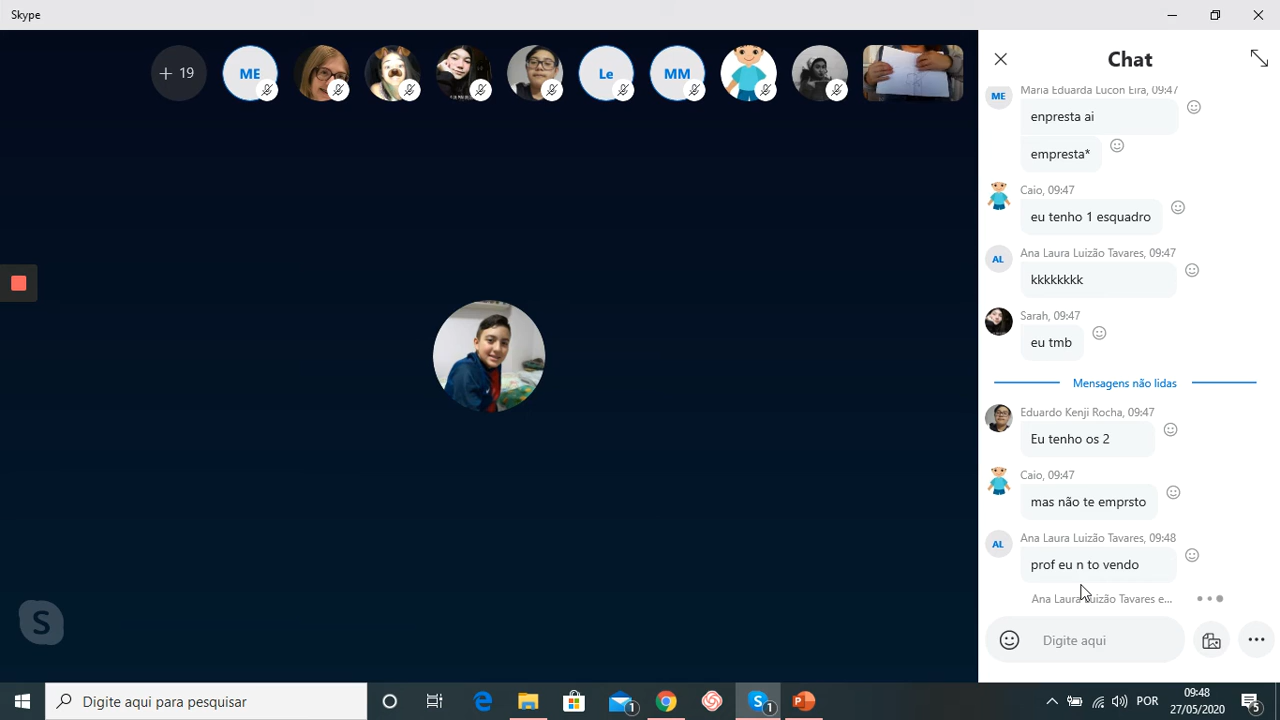 Skype
+ 19
ME
Le
MM
Chat
ME
Maria Eduarda Lucon Eira, 09:47
enpresta ai
empresta*
Caio, 09:47
eu tenho 1 esquadro
AL
Ana Laura Luizão Tavares, 09:47
kkkkkkkk
Sarah, 09:47
eu tmb
Mensagens não lidas
Eduardo Kenji Rocha, 09:47
Eu tenho os 2
Caio, 09:47
mas não te emprsto
AL
Ana Laura Luizão Tavares, 09:48
prof eu n to vendo
Ana Laura Luizão Tavares e...
Digite aqui
S
Digite aqui para pesquisar
1
S
1
P
POR
09:48
27/05/2020
5